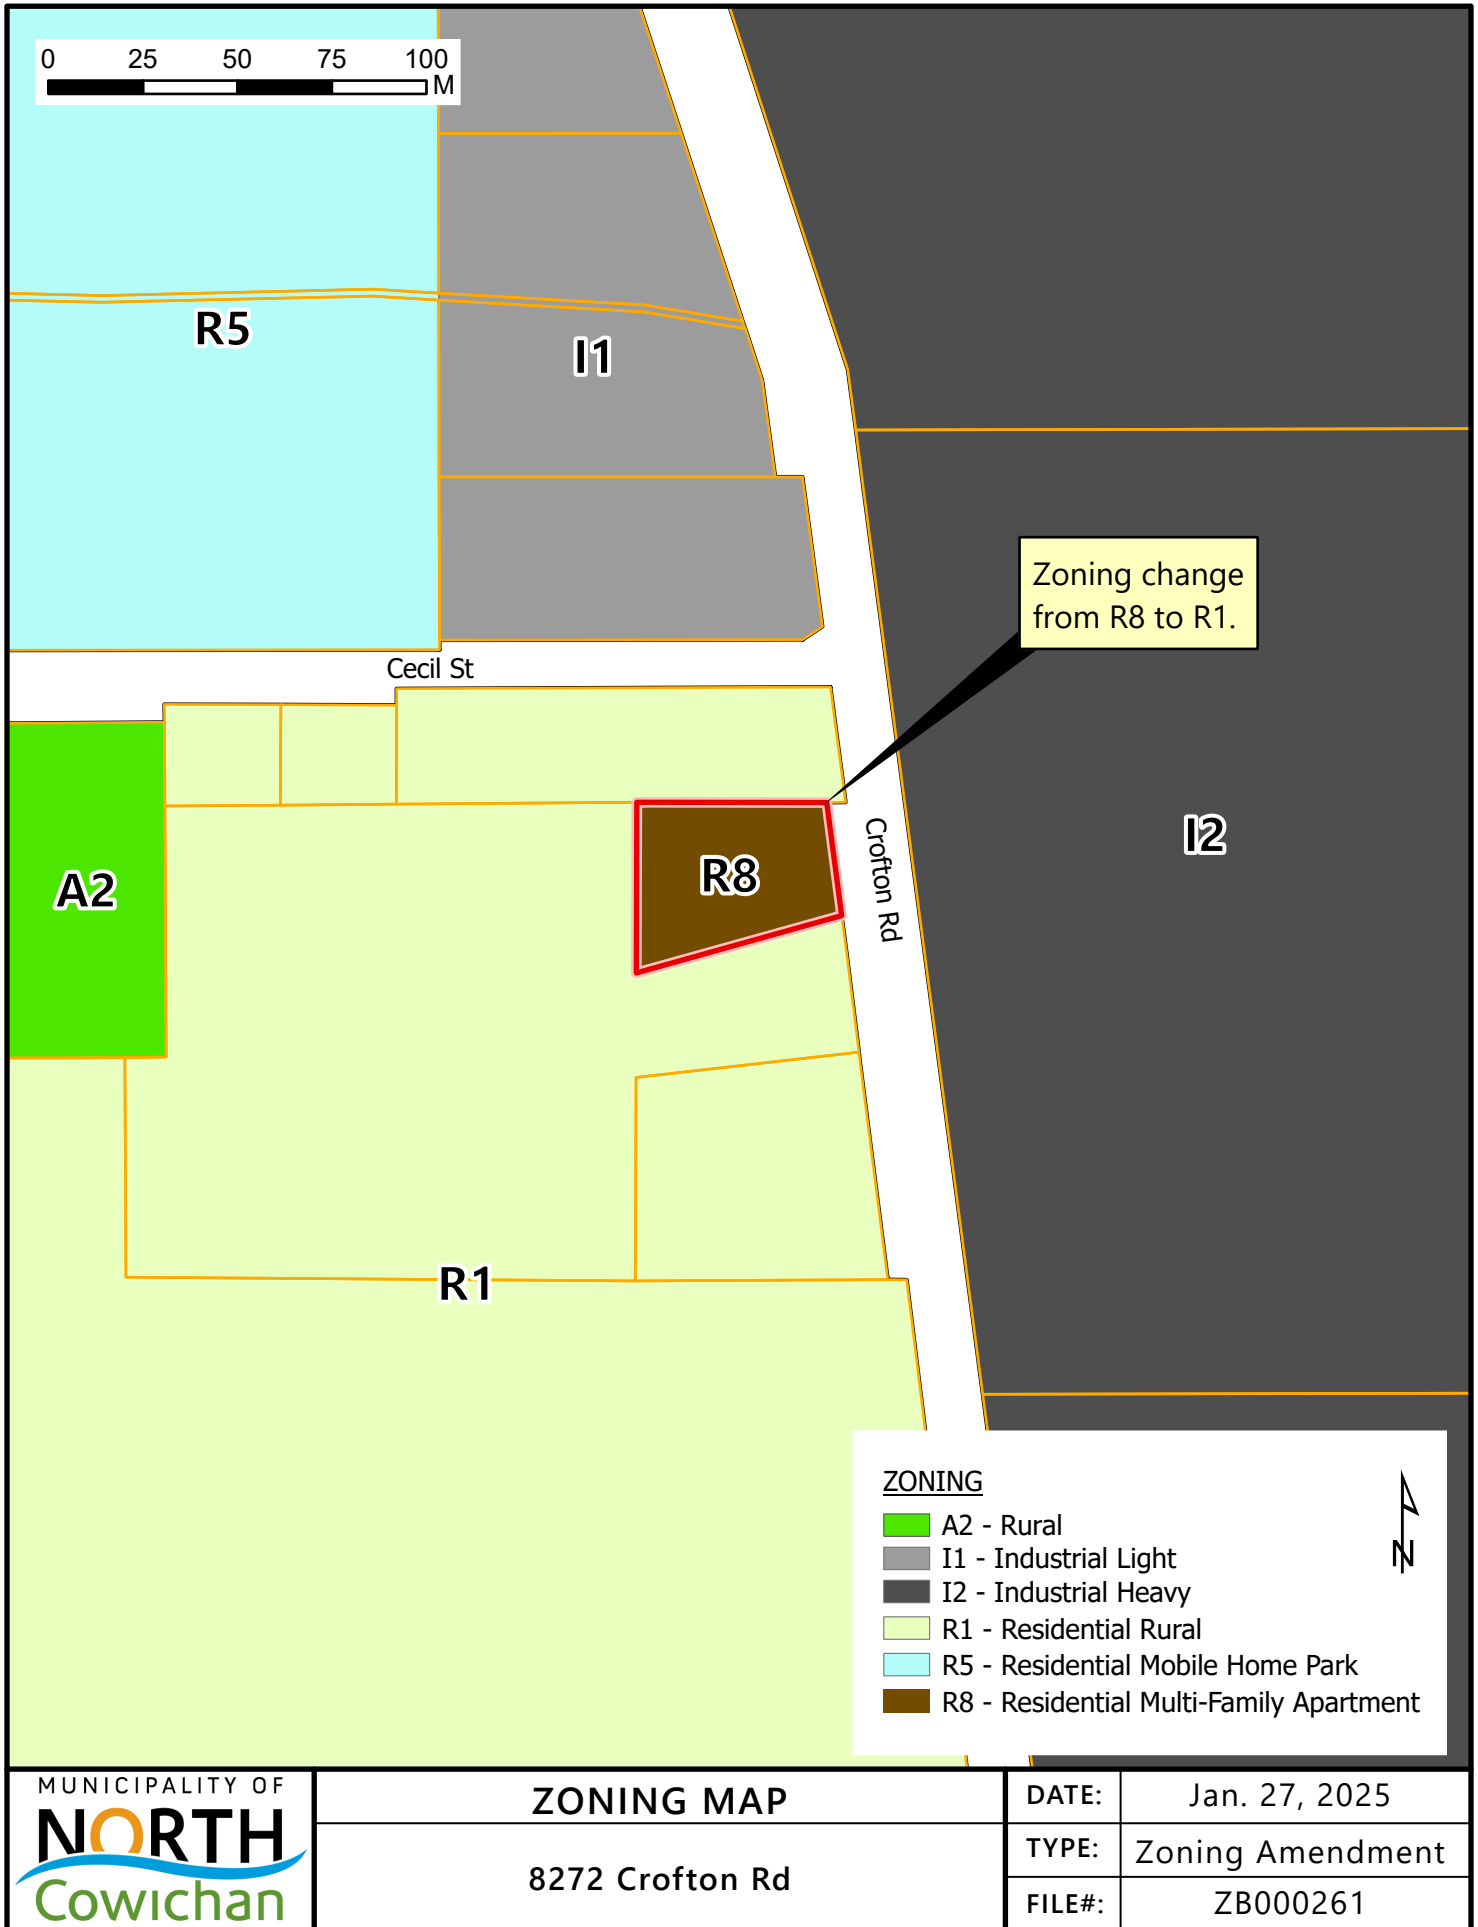 0 25 50 75 100
M
R5
I1
Zoning change
from R8 to R1.
Cecil St
I2
Crofton Rd
R8
A2
R1
ZONING
A2 - Rural
I1 - Industrial Light
I2 - Industrial Heavy
R1 - Residential Rural
R5 - Residential Mobile Home Park
R8 - Residential Multi-Family Apartment
N
MUNICIPALITY OF
NORTH
Cowichan
ZONING MAP
8272 Crofton Rd
DATE: Jan. 27, 2025
TYPE: Zoning Amendment
FILE#: ZB000261